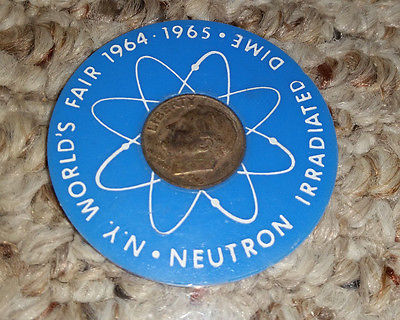 N.Y. WORLD'S FAIR 1964·1965 •
NEUTRON IRRADIATED DIME •
LIBERTY